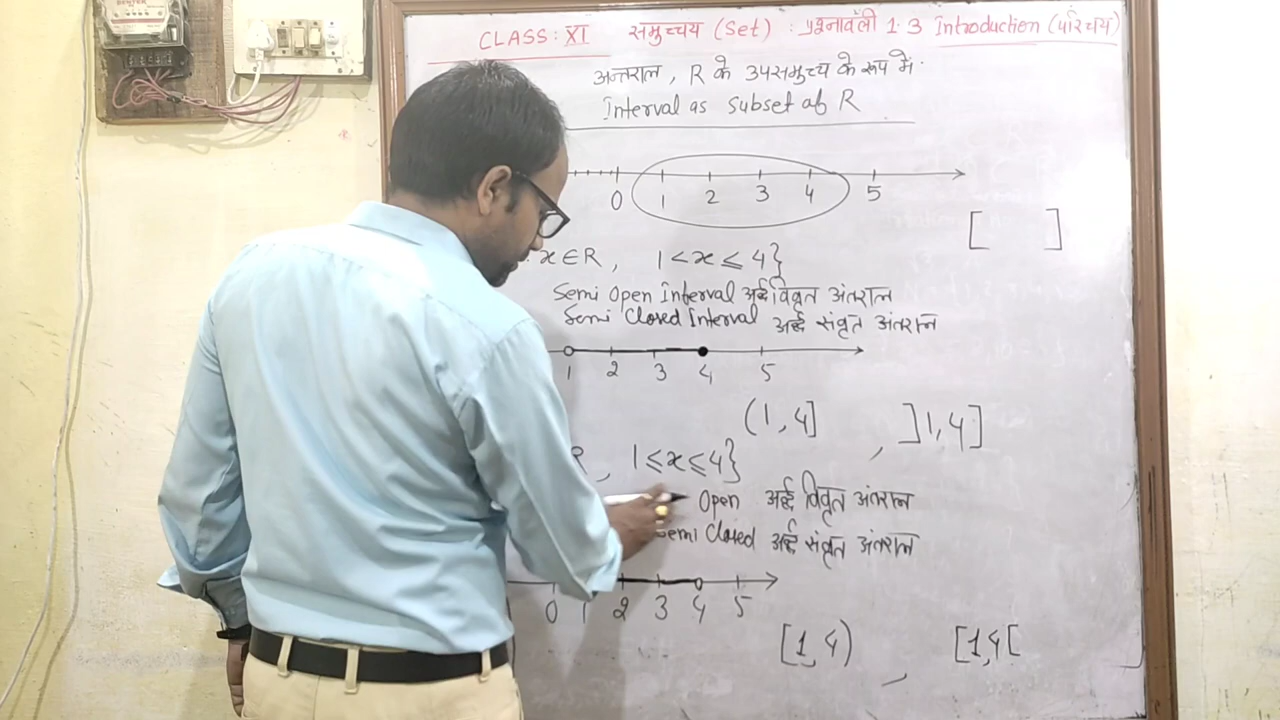 CLASS: XI समुच्चय (Set) : प्रश्नावली 1.3 Introduction (परिचय)
अन्तराल, R के उपसमुच्च के रूप में.
Interval as Subset of R
0 1 2 3 4 5
[ ]
x∈R, 1<x⩽4}
Semi Open Interval अर्द्ध विवृत अंतराल
Semi Closed Interval अर्द्ध संवृत अंतराल
1 2 3 4 5
(1,4] , ]1,4]
R, 1⩽x⩽4}
Open अर्द्ध विवृत अंतराल
Semi Closed अर्द्ध संवृत अंतराल
0 1 2 3 4 5
[1,4) , [1,4[